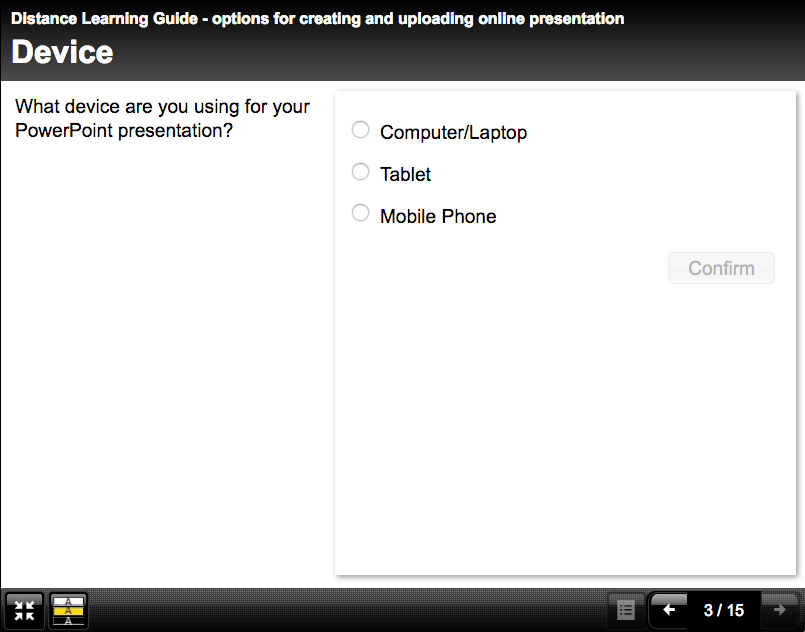 Distance Learning Guide - options for creating and uploading online presentation
Device
What device are you using for your
PowerPoint presentation?
Computer/Laptop
Tablet
Mobile Phone
Confirm
A
A
A
3 / 15